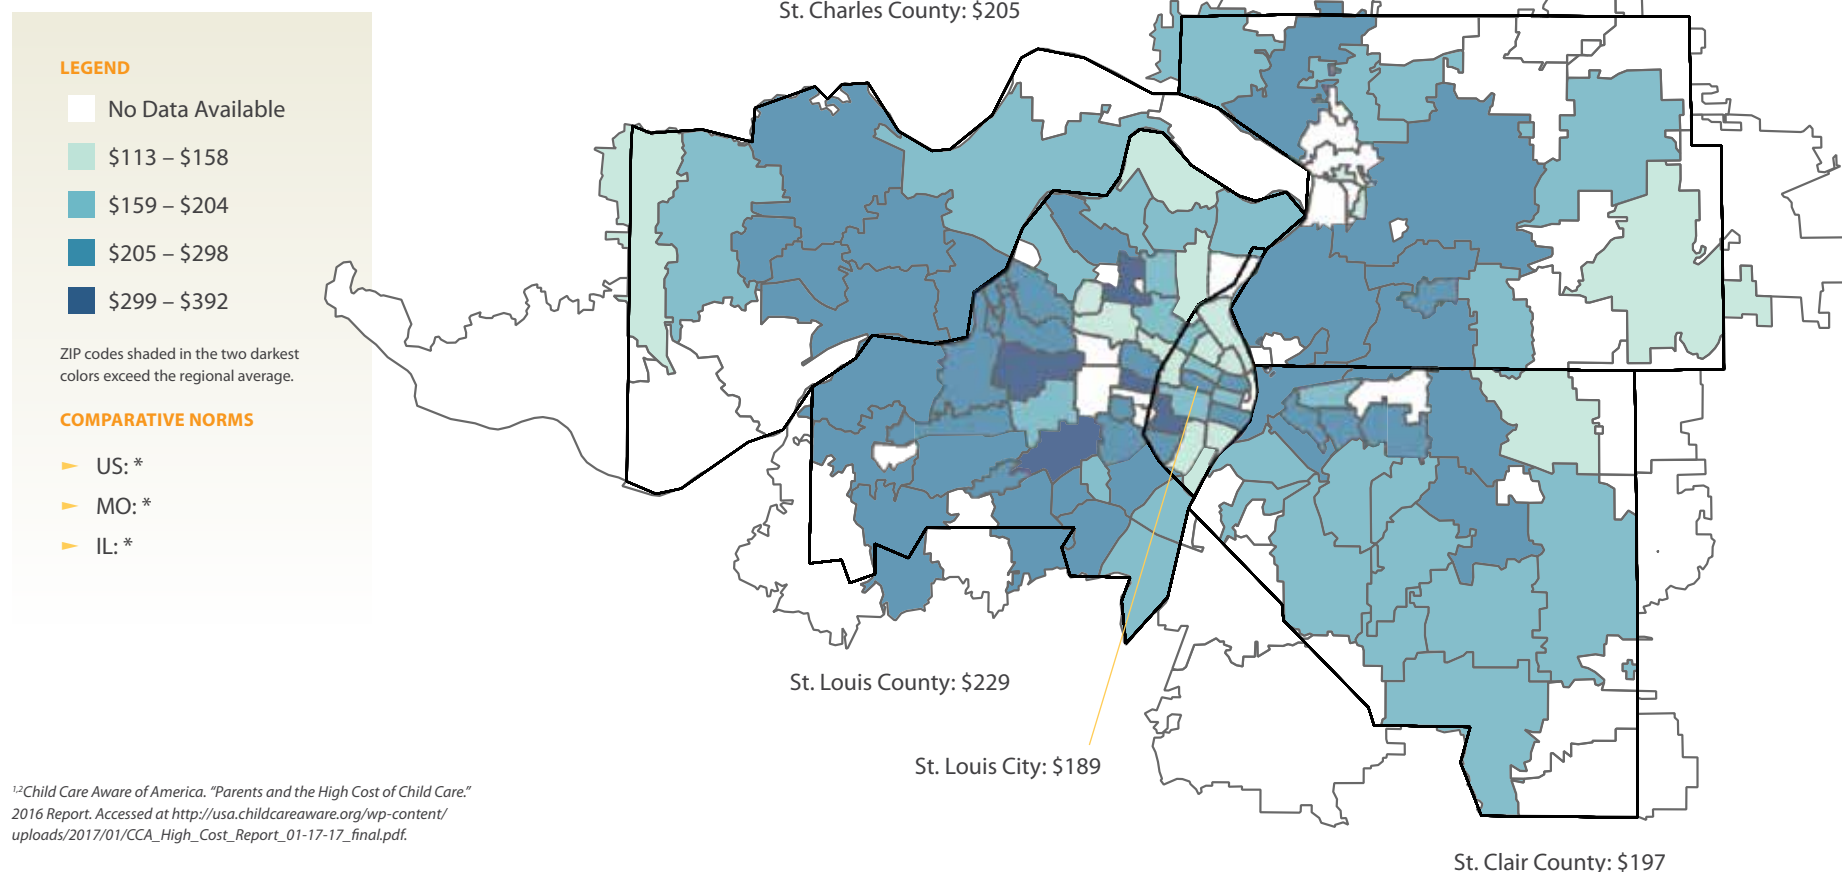 St. Charles County: $205
LEGEND
No Data Available
$113 – $158
$159 – $204
$205 – $298
$299 – $392
ZIP codes shaded in the two darkest
colors exceed the regional average.
COMPARATIVE NORMS
► US: *
► MO: *
► IL: *
St. Louis County: $229
St. Louis City: $189
1,2Child Care Aware of America. “Parents and the High Cost of Child Care.”
2016 Report. Accessed at http://usa.childcareaware.org/wp-content/
uploads/2017/01/CCA_High_Cost_Report_01-17-17_final.pdf.
St. Clair County: $197